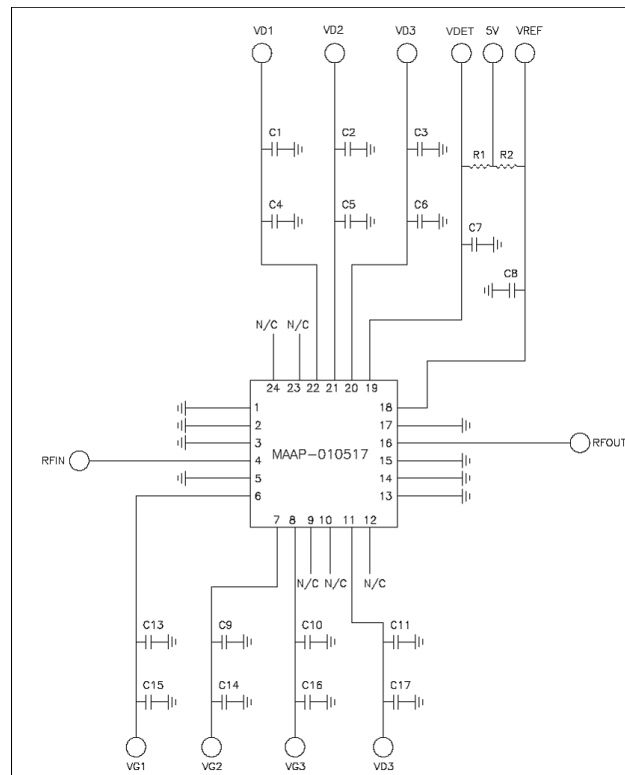 VD1 VD2 VD3 VDET 5V VREF
C1 C2 C3
R1 R2
C4 C5 C6
C7
C8
N/C N/C
24 23 22 21 20 19
1 18
2 17
3 16
RFOUT
MAAP-010517
RFIN
4 15
5 14
6 13
7 8 9 10 11 12
N/C N/C N/C
C13 C9 C10 C11
C15 C14 C16 C17
VG1 VG2 VG3 VD3